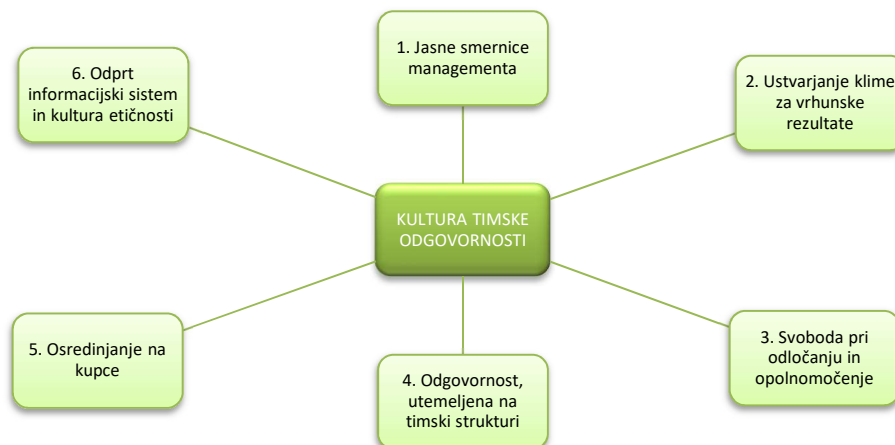 1. Jasne smernice
managementa
2. Ustvarjanje klime
za vrhunske
rezultate
3. Svoboda pri
odločanju in
opolnomočenje
4. Odgovornost,
utemeljena na
timski strukturi
5. Osredinjanje na
kupce
6. Odprt
informacijski sistem
in kultura etičnosti
KULTURA TIMSKE
ODGOVORNOSTI